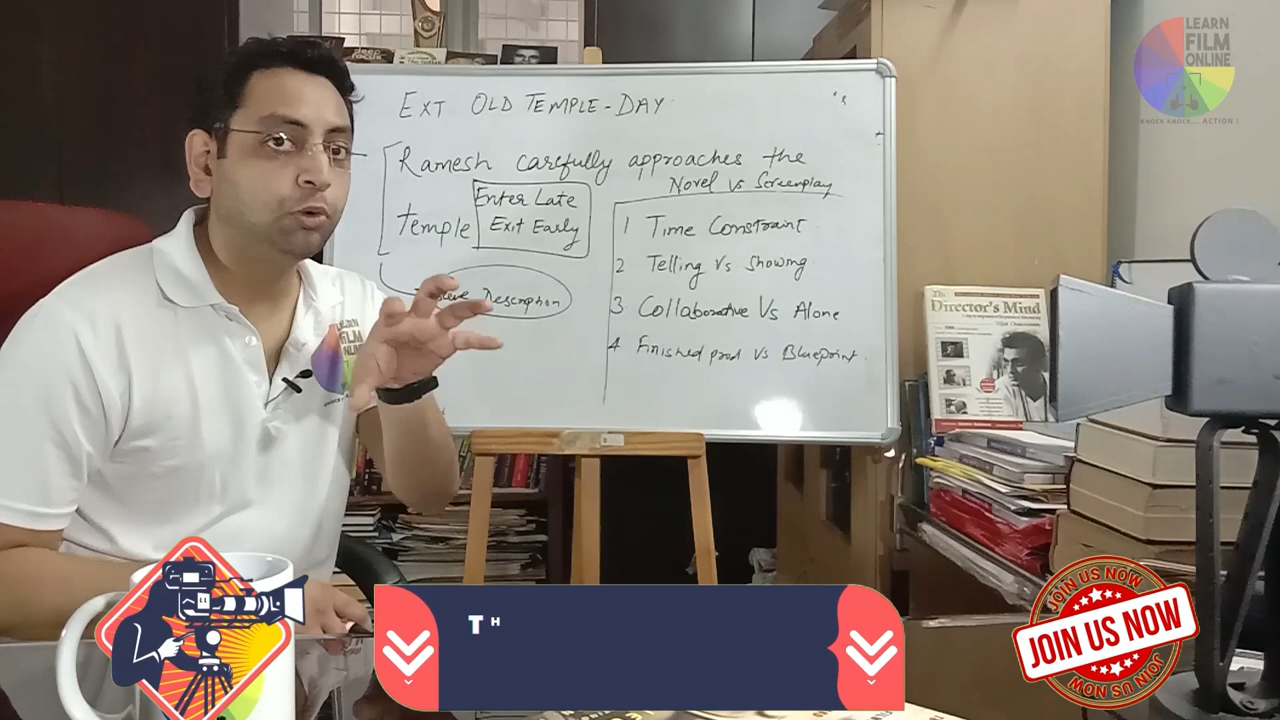 LEARN
FILM
ONLINE
KNOCK KNOCK.... ACTION !
EXT OLD TEMPLE-DAY
Ramesh carefully approaches the
temple
Enter Late
Exit Early
Description
Novel vs Screenplay
1 Time Constraint
2 Telling Vs Showing
3 Collaborative Vs Alone
4 Finished prod vs Blueprint
The
Director's Mind
LEARN
FILM
TH
JOIN US NOW
JOIN US NOW
JOIN US NOW